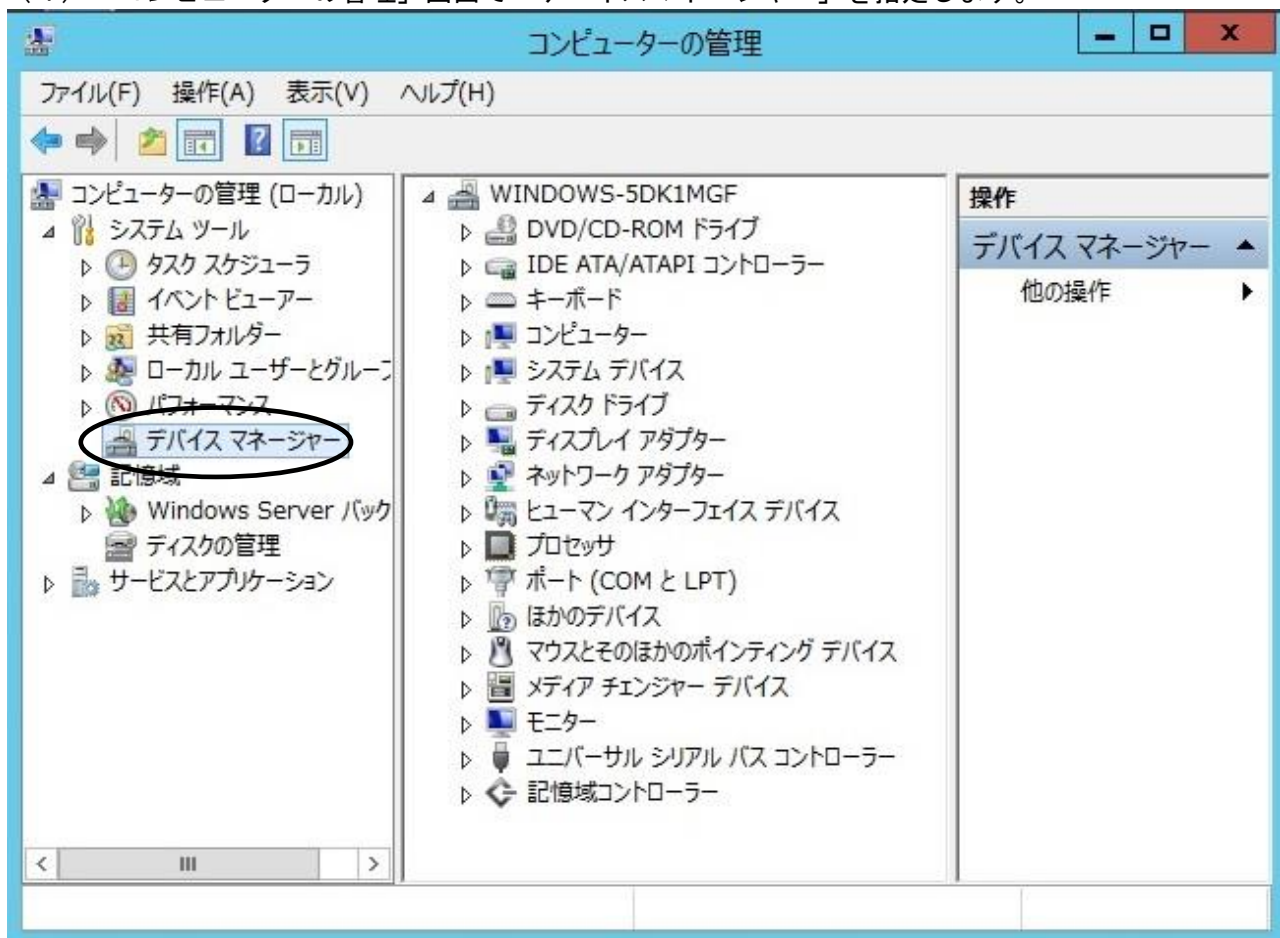 コンピューターの管理
ファイル(F) 操作(A) 表示(V) ヘルプ(H)
コンピューターの管理 (ローカル)
システム ツール
タスク スケジューラ
イベント ビューアー
共有フォルダー
ローカル ユーザーとグループ
パフォーマンス
デバイス マネージャー
記憶域
Windows Server バック
ディスクの管理
サービスとアプリケーション
WINDOWS-5DK1MGF
DVD/CD-ROM ドライブ
IDE ATA/ATAPI コントローラー
キーボード
コンピューター
システム デバイス
ディスク ドライブ
ディスプレイ アダプター
ネットワーク アダプター
ヒューマン インターフェイス デバイス
プロセッサ
ポート (COM と LPT)
ほかのデバイス
マウスとそのほかのポインティング デバイス
メディア チェンジャー デバイス
モニター
ユニバーサル シリアル バス コントローラー
記憶域コントローラー
操作
デバイス マネージャー
他の操作